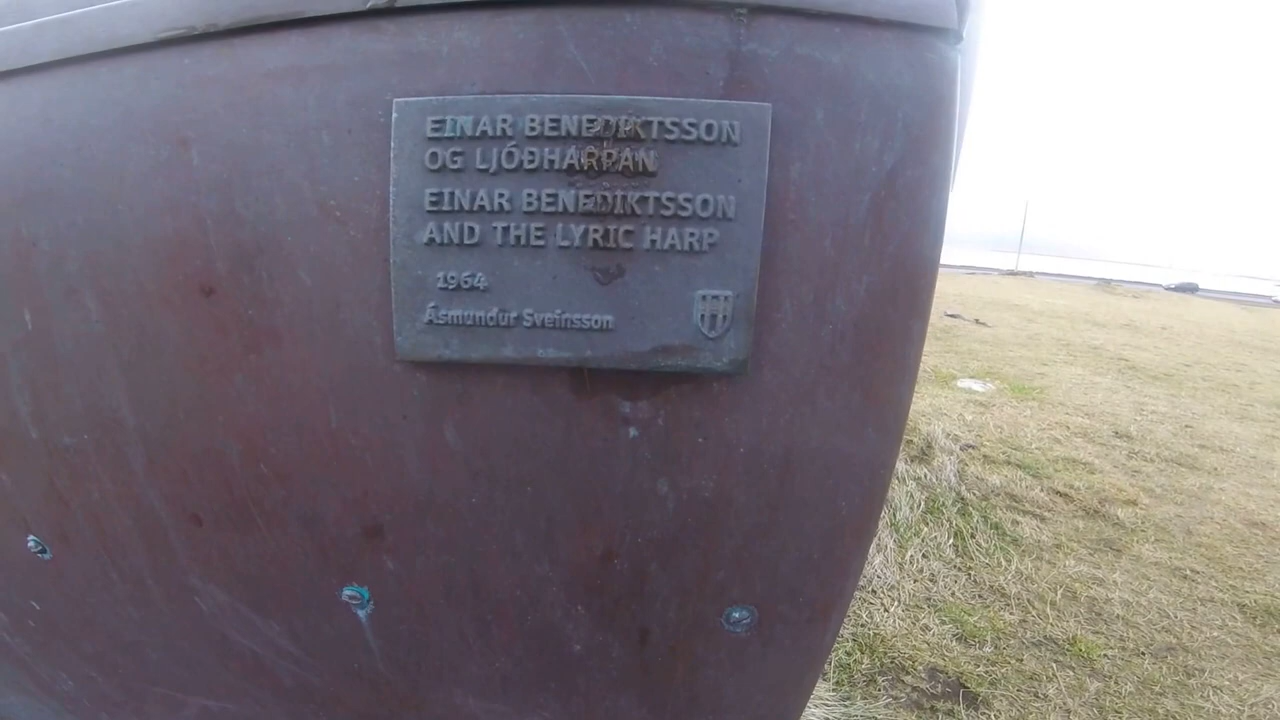 EINAR BENEDIKTSSON
OG LJÓÐHARPAN
EINAR BENEDIKTSSON
AND THE LYRIC HARP
1964
Ásmundur Sveinsson